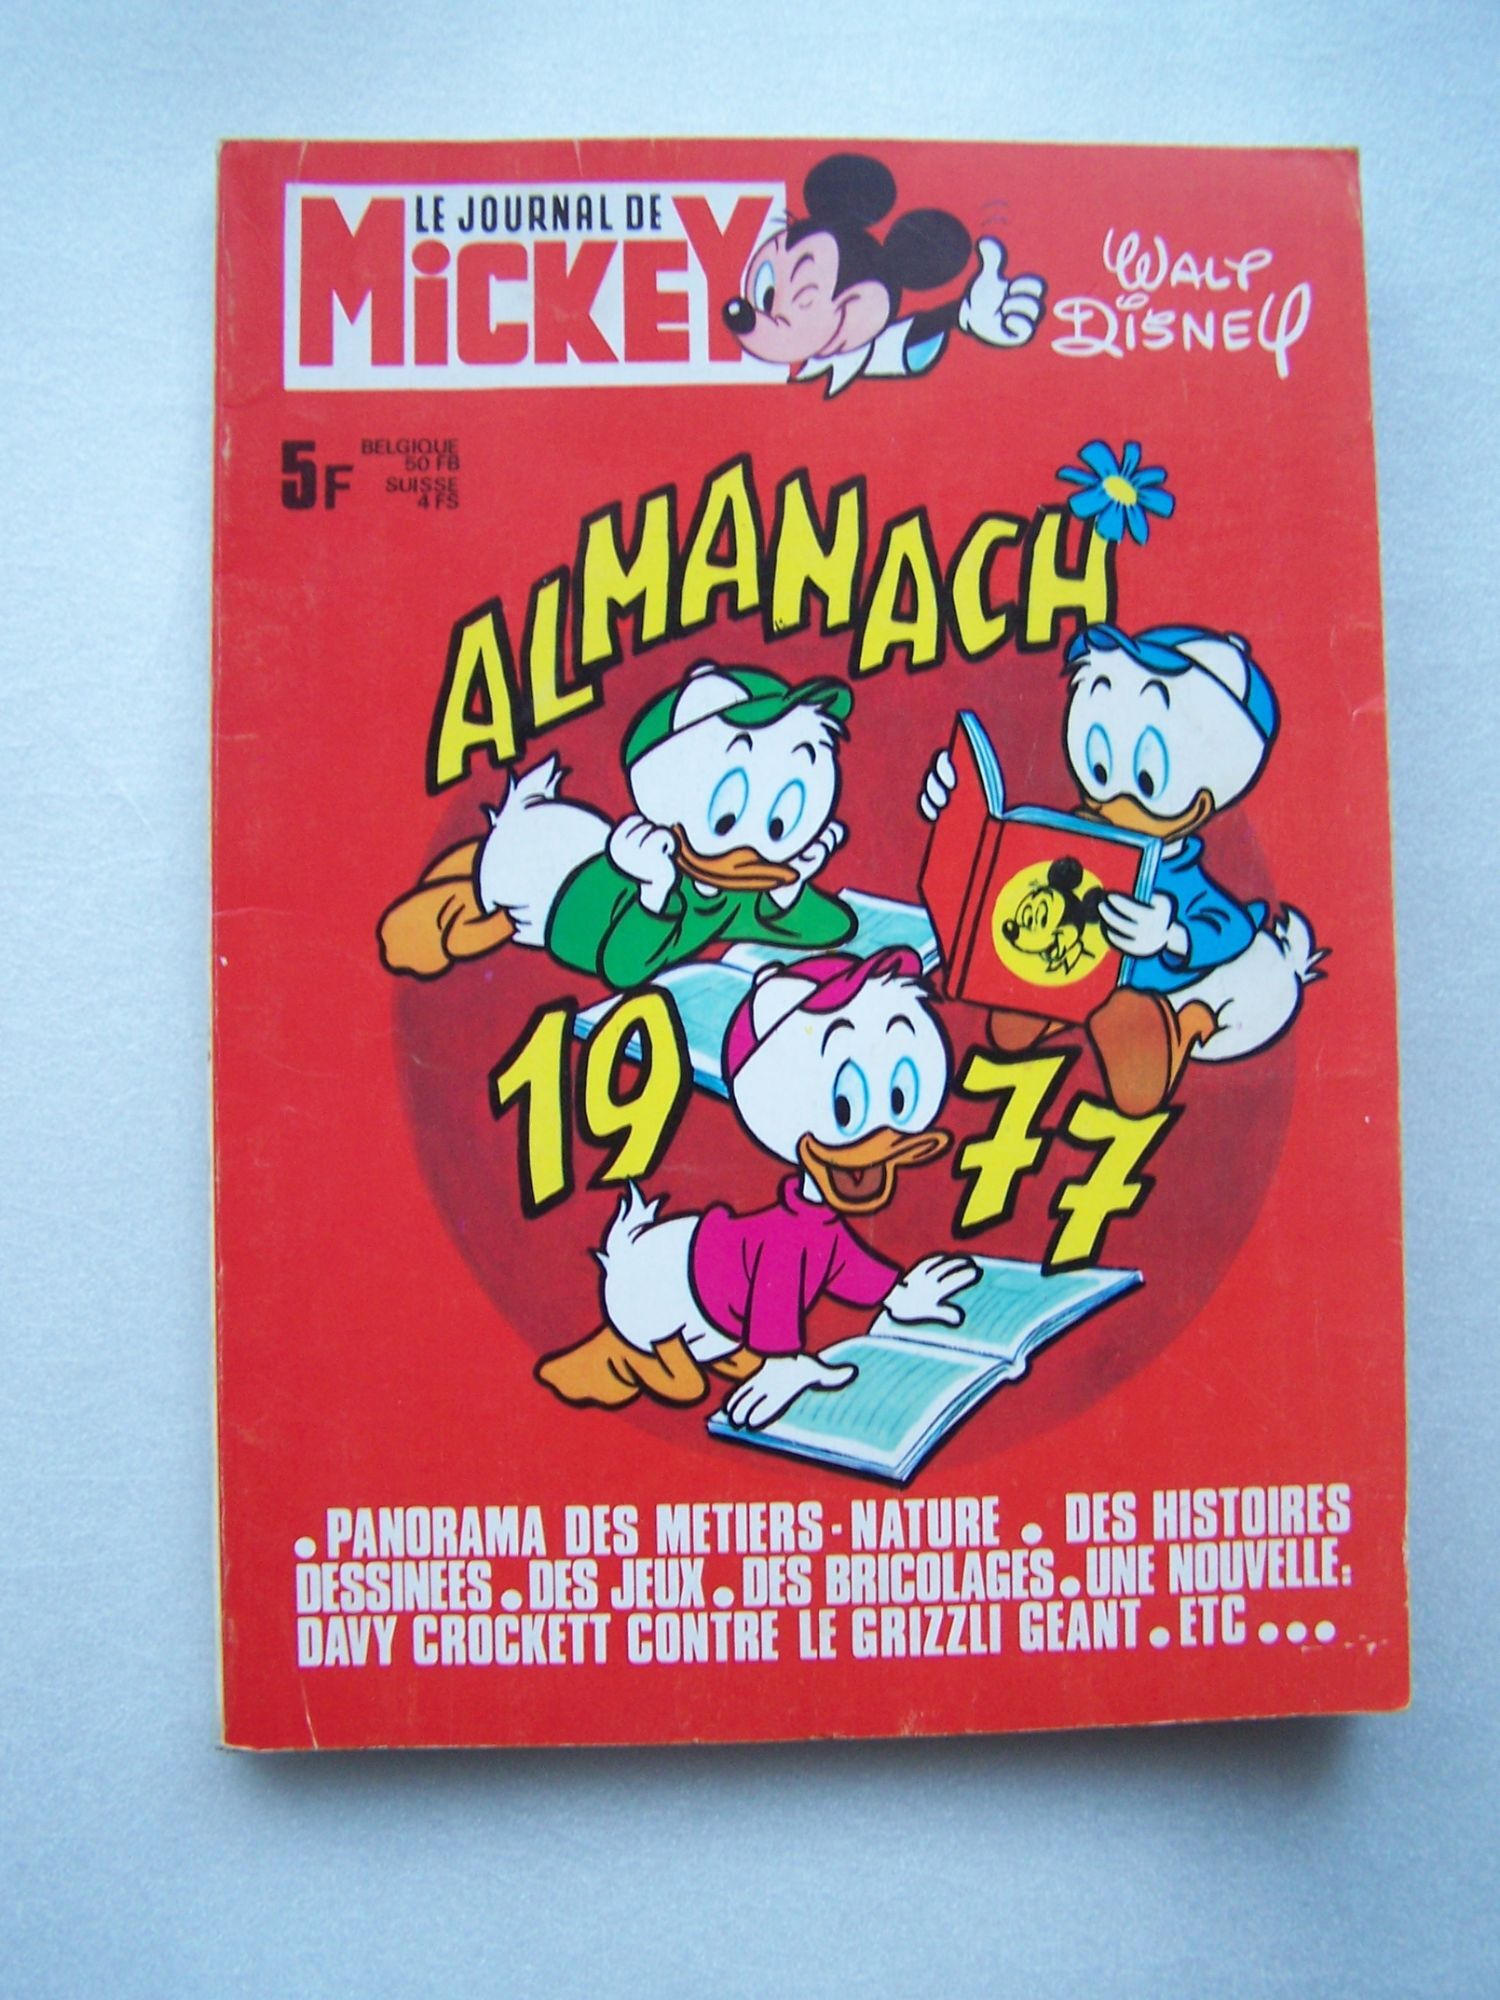 LE JOURNAL DE
MiCKEY
WALT
DISNEY
5F
BELGIQUE
50 FB
SUISSE
4 FS
ALMANACH
1977
• PANORAMA DES METIERS - NATURE • DES HISTOIRES
DESSINEES • DES JEUX • DES BRICOLAGES • UNE NOUVELLE:
DAVY CROCKETT CONTRE LE GRIZZLI GEANT • ETC •••